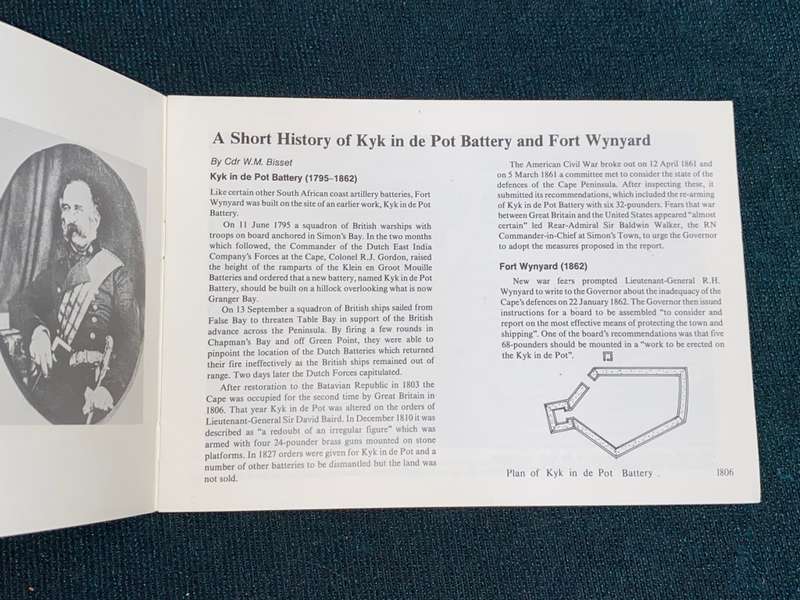 A Short History of Kyk in de Pot Battery and Fort Wynyard
By Cdr W.M. Bisset
Kyk in de Pot Battery (1795–1862)
Like certain other South African coast artillery batteries, Fort
Wynyard was built on the site of an earlier work, Kyk in de Pot
Battery.
On 11 June 1795 a squadron of British warships with
troops on board anchored in Simon's Bay. In the two months
which followed, the Commander of the Dutch East India
Company's Forces at the Cape, Colonel R.J. Gordon, raised
the height of the ramparts of the Klein en Groot Mouille
Batteries and ordered that a new battery, named Kyk in de
Pot, should be built on a hillock overlooking what is now
Granger Bay.
On 13 September a squadron of British ships sailed from
False Bay to threaten Table Bay in support of the British
advance across the Peninsula. By firing a few rounds in
Chapman's Bay and off Green Point, they were able to
pinpoint the location of the Dutch Batteries which returned
their fire ineffectively as the British ships remained out of
range. Two days later the Dutch Forces capitulated.
After restoration to the Batavian Republic in 1803 the
Cape was occupied for the second time by Great Britain in
1806. That year Kyk in de Pot was altered on the orders of
Lieutenant-General Sir David Baird. In December 1810 it was
described as “a redoubt of an irregular figure” which was
armed with four 24-pounder brass guns mounted on stone
platforms. In 1827 orders were given for Kyk in de Pot and a
number of other batteries to be dismantled but the land was
not sold.
The American Civil War broke out on 12 April 1861 and
on 5 March 1861 a committee met to consider the state of the
defences of the Cape Peninsula. After inspecting these, it
submitted its recommendations, which included the re-arming
of Kyk in de Pot Battery with six 32-pounders. Fears that war
between Great Britain and the United States appeared “almost
certain” led Rear-Admiral Sir Baldwin Walker, the RN
Commander-in-Chief at Simon's Town, to urge the Governor
to adopt the measures proposed in the report.
Fort Wynyard (1862)
New war fears prompted Lieutenant-General R.H.
Wynyard to write to the Governor about the inadequacy of the
Cape's defences on 22 January 1862. The Governor then issued
instructions for a board to be assembled “to consider and
report on the most effective means of protecting the town and
shipping”. One of the board's recommendations was that five
68-pounders should be mounted in a “work to be erected on
the Kyk in de Pot”.
Plan of Kyk in de Pot Battery . 1806